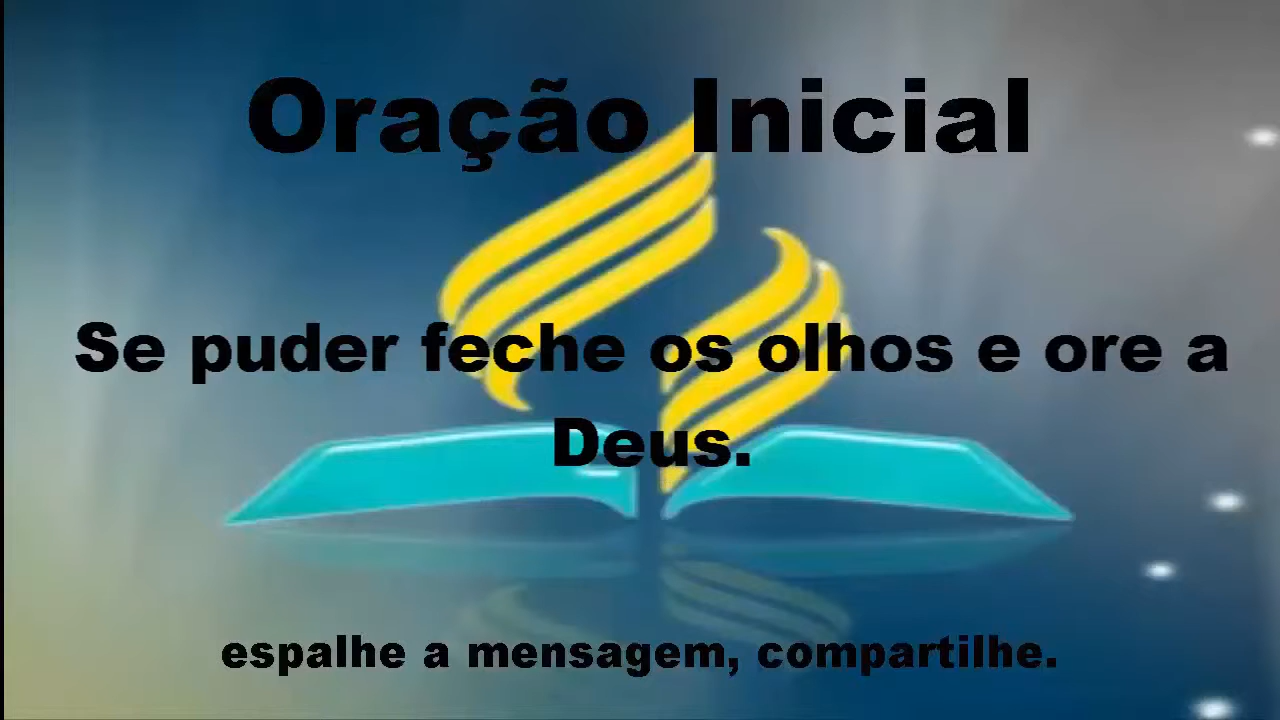 Oração Inicial
Se puder feche os olhos e ore a
Deus.
espalhe a mensagem, compartilhe.